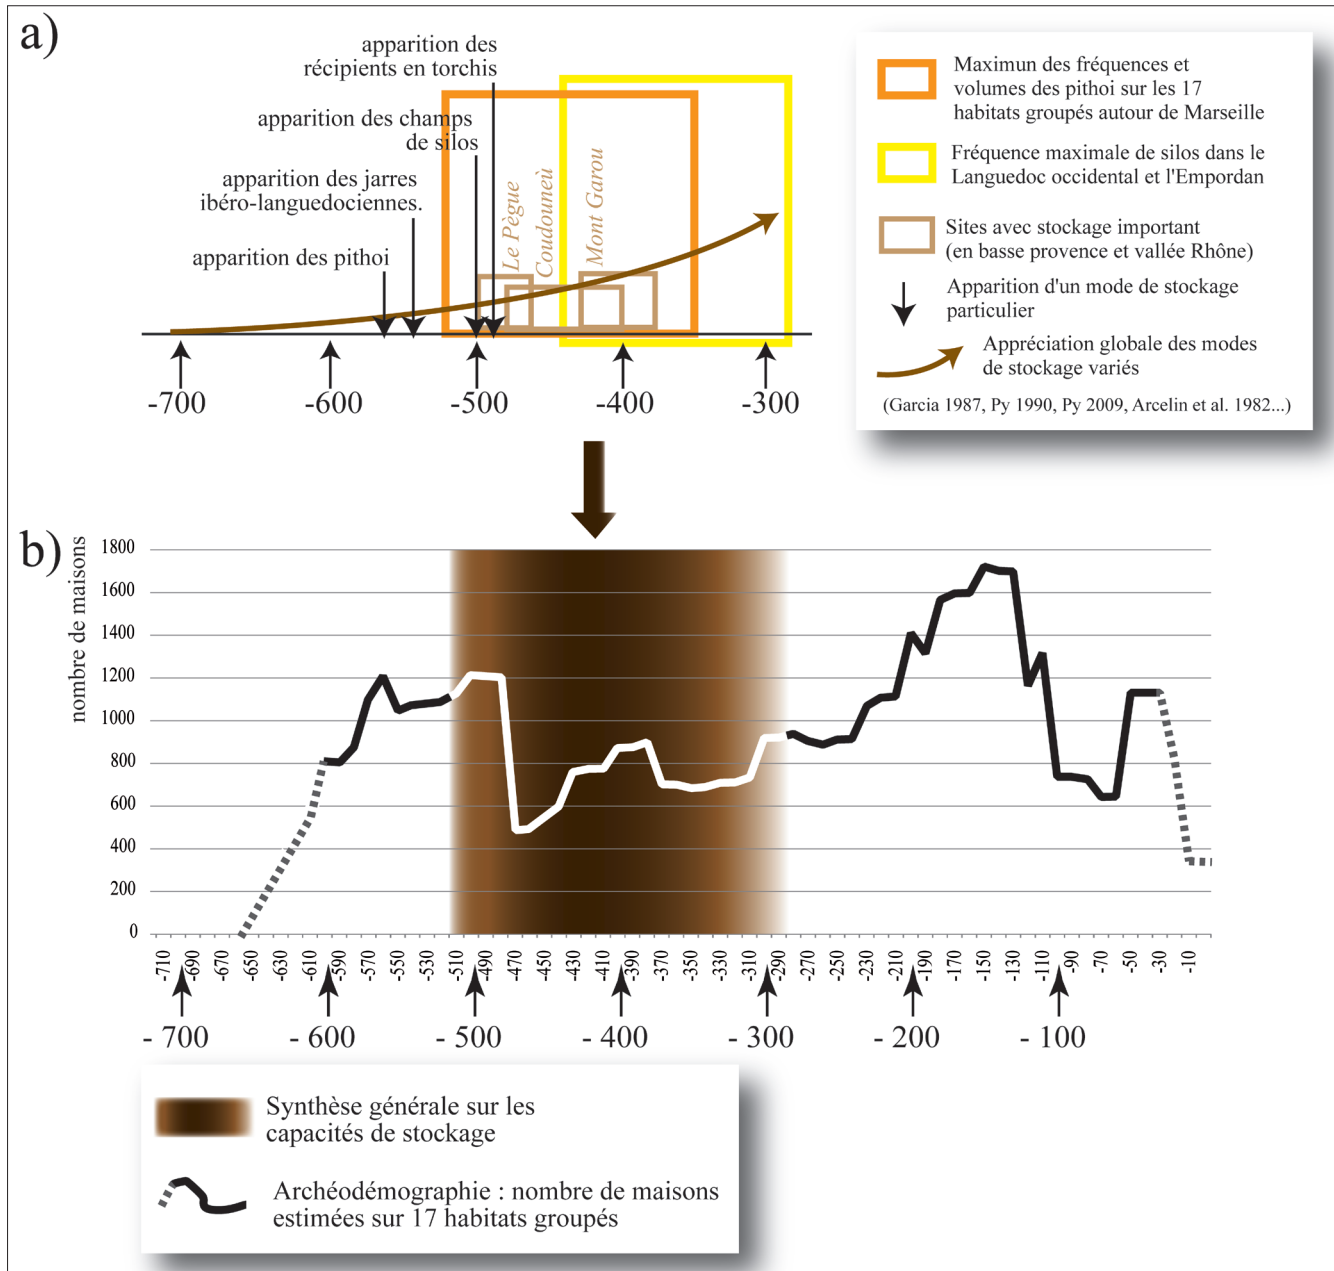 a)
apparition des
récipients en torchis
apparition des champs
de silos
apparition des jarres
ibéro-languedociennes.
apparition des pithoi
Le Pègue
Coudouneù
Mont Garou
-700
-600
-500
-400
-300
Maximun des fréquences et
volumes des pithoi sur les 17
habitats groupés autour de Marseille
Fréquence maximale de silos dans le
Languedoc occidental et l'Empordan
Sites avec stockage important
(en basse provence et vallée Rhône)
Apparition d'un mode de stockage
particulier
Appréciation globale des modes
de stockage variés
(Garcia 1987, Py 1990, Py 2009, Arcelin et al. 1982...)
b)
nombre de maisons
1800
1600
1400
1200
1000
800
600
400
200
0
-710
-690
-670
-650
-630
-610
-590
-570
-550
-530
-510
-490
-470
-450
-430
-410
-390
-370
-350
-330
-310
-290
-270
-250
-230
-210
-190
-170
-150
-130
-110
-90
-70
-50
-30
-10
- 700
- 600
- 500
- 400
- 300
- 200
- 100
Synthèse générale sur les
capacités de stockage
Archéodémographie : nombre de maisons
estimées sur 17 habitats groupés